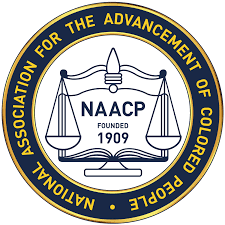 NATIONAL ASSOCIATION FOR THE ADVANCEMENT OF COLORED PEOPLE
NAACP
FOUNDED
1909